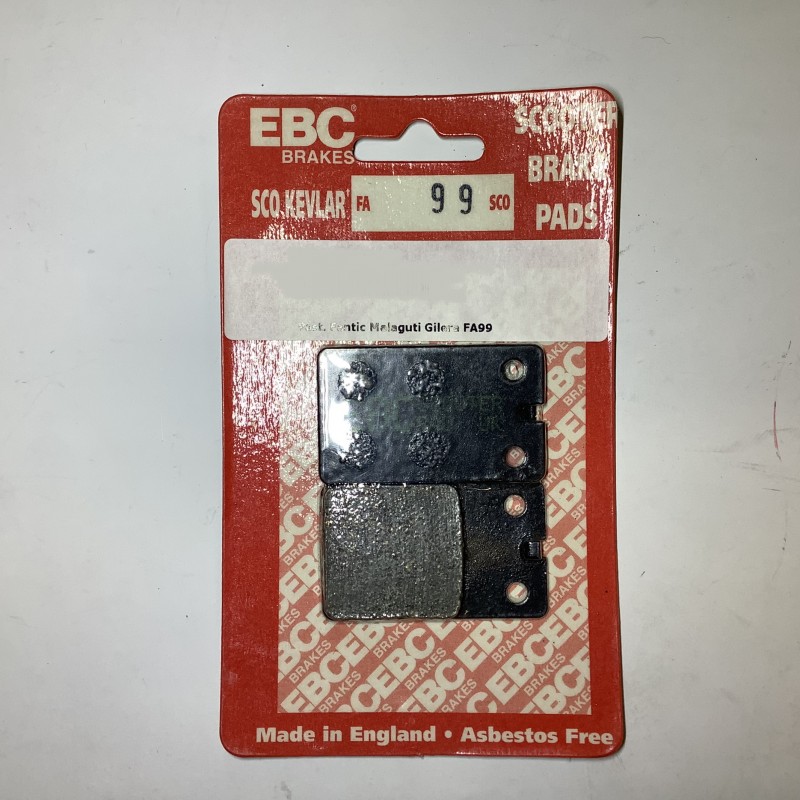 EBC®
BRAKES
SCOOTER
BRAKE
PADS
SCO KEVLAR
FA 99 SCO
Malaguti Gilera FA99
EBC
BRAKES
Made in England • Asbestos Free